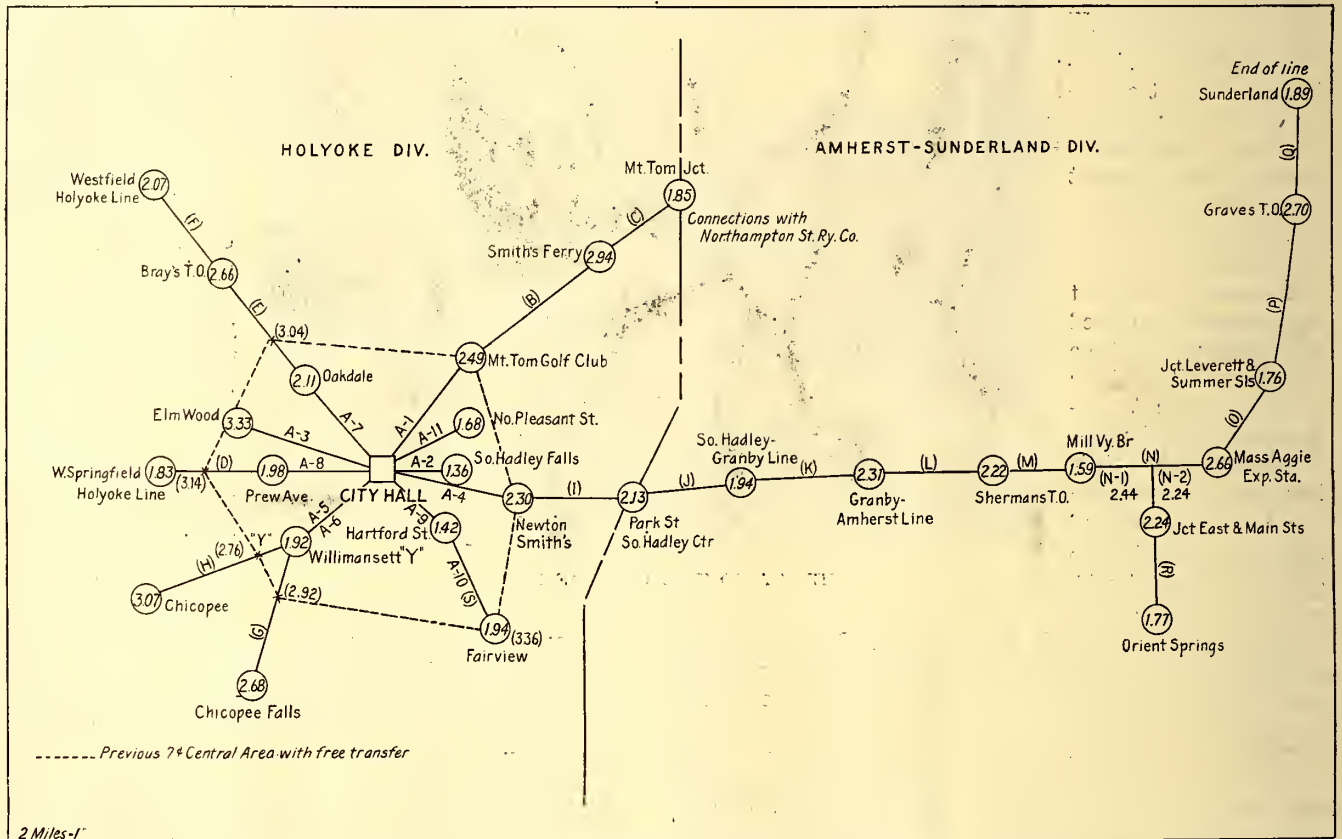 End of line
Sunderland 1.89
HOLYOKE DIV.
AMHERST-SUNDERLAND DIV.
Mt. Tom Jct.
1.85
Connections with
Northampton St. Ry. Co.
Westfield
Holyoke Line
2.07
(F)
(C)
(Q)
Graves T.O. 2.70
Smith's Ferry 2.94
Bray's T.O. 2.66
(E)
(B)
(P)
(3.04)
2.49 Mt. Tom Golf Club
2.11 Oakdale
Jct. Leverett &
Summer Sts
1.76
Elm Wood
3.33
A-3
A-7
A-1
A-11
1.68
No. Pleasant St.
(O)
W. Springfield
Holyoke Line
1.83
(D)
(3.14)
1.98
Prew Ave.
A-8
CITY HALL
A-2
1.36
So. Hadley Falls
A-4
2.30
Newton
Smith's
(I)
2.13
Park St
So. Hadley Ctr
(J)
So. Hadley-
Granby Line
1.94
(K)
2.31
Granby-
Amherst Line
(L)
2.22
Shermans T.O.
(M)
Mill Vy. Br
1.59
(N)
(N-1)
2.44
(N-2)
2.24
2.66
Mass Aggie
Exp. Sta.
2.24
Jct East & Main Sts
(R)
1.77
Orient Springs
A-5
A-6
A-9
Hartford St.
1.42
"Y"
(2.76)
1.92
Willimansett "Y"
(H)
3.07 Chicopee
A-10 (S)
(2.92)
(G)
1.94 (336)
Fairview
2.68
Chicopee Falls
Previous 7¢ Central Area with free transfer
2 Miles-1"